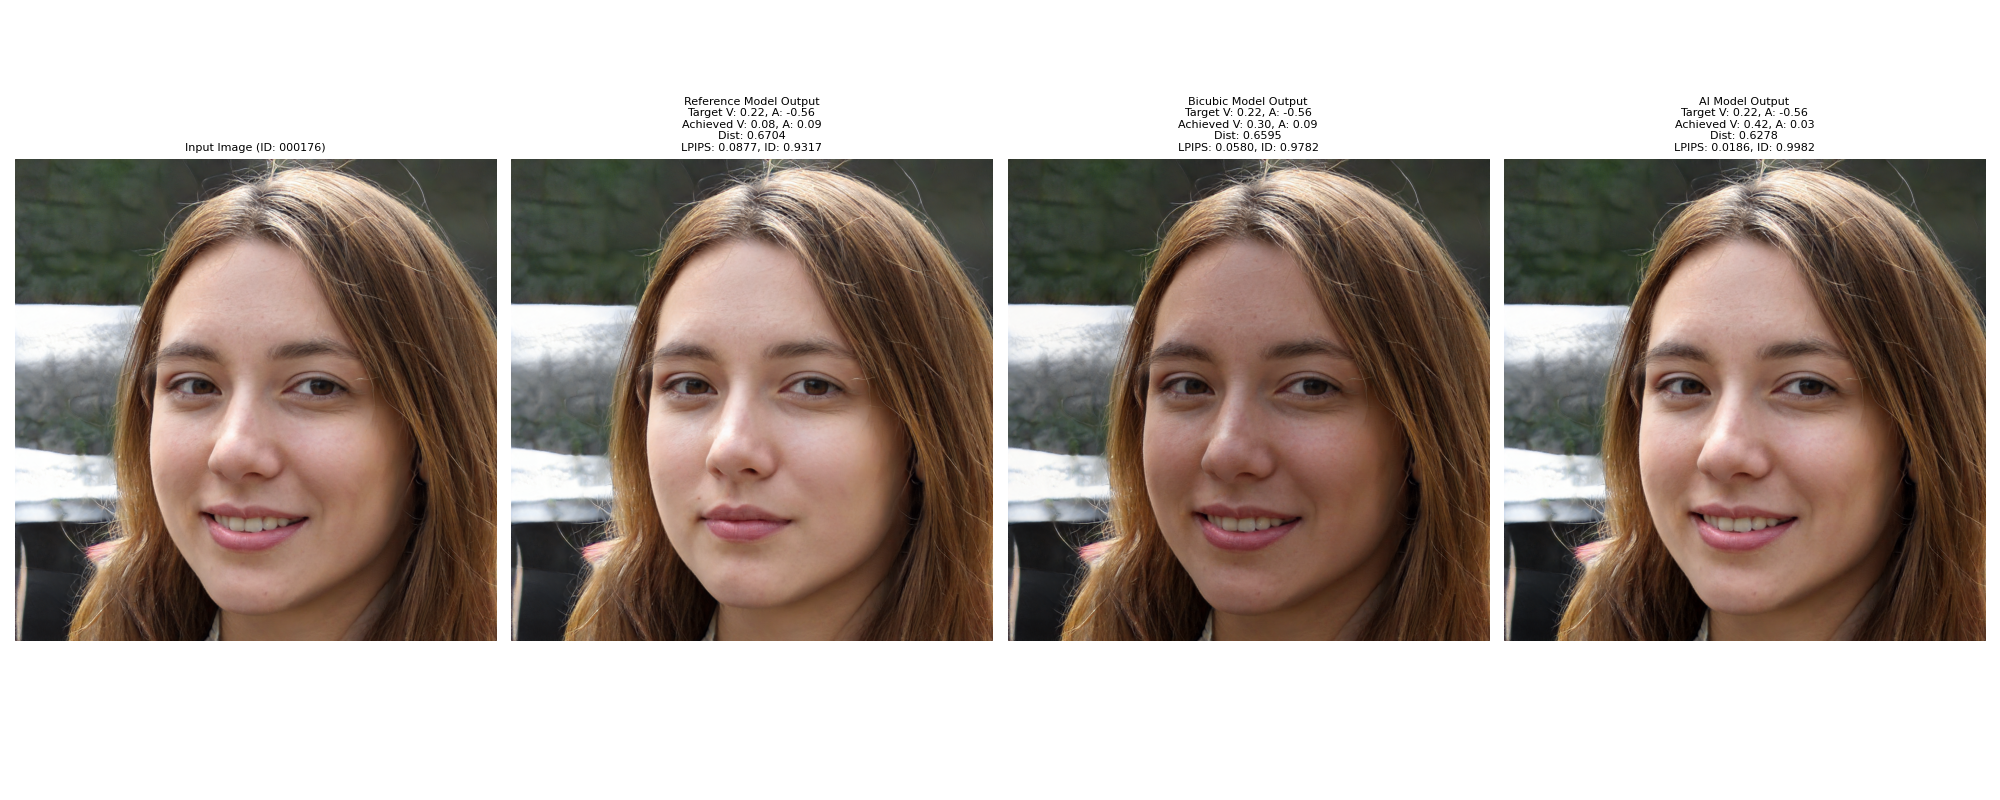 Input Image (ID: 000176)
Reference Model Output
Target V: 0.22, A: -0.56
Achieved V: 0.08, A: 0.09
Dist: 0.6704
LPIPS: 0.0877, ID: 0.9317
Bicubic Model Output
Target V: 0.22, A: -0.56
Achieved V: 0.30, A: 0.09
Dist: 0.6595
LPIPS: 0.0580, ID: 0.9782
AI Model Output
Target V: 0.22, A: -0.56
Achieved V: 0.42, A: 0.03
Dist: 0.6278
LPIPS: 0.0186, ID: 0.9982